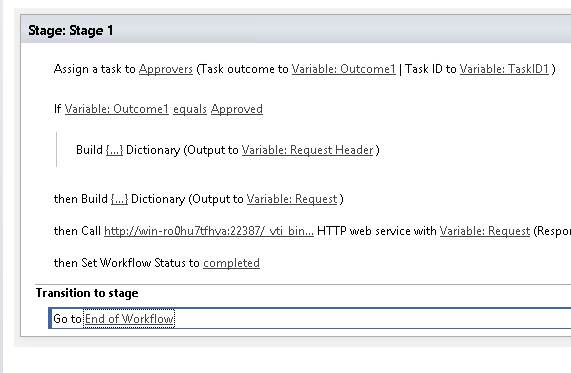 Stage: Stage 1
Assign a task to Approvers (Task outcome to Variable: Outcome1 | Task ID to Variable: TaskID1 )
If Variable: Outcome1 equals Approved
Build {...} Dictionary (Output to Variable: Request Header )
then Build {...} Dictionary (Output to Variable: Request )
then Call http://win-ro0hu7tfhva:22387/_vti_bin... HTTP web service with Variable: Request (Respon
then Set Workflow Status to completed
Transition to stage
Go to End of Workflow